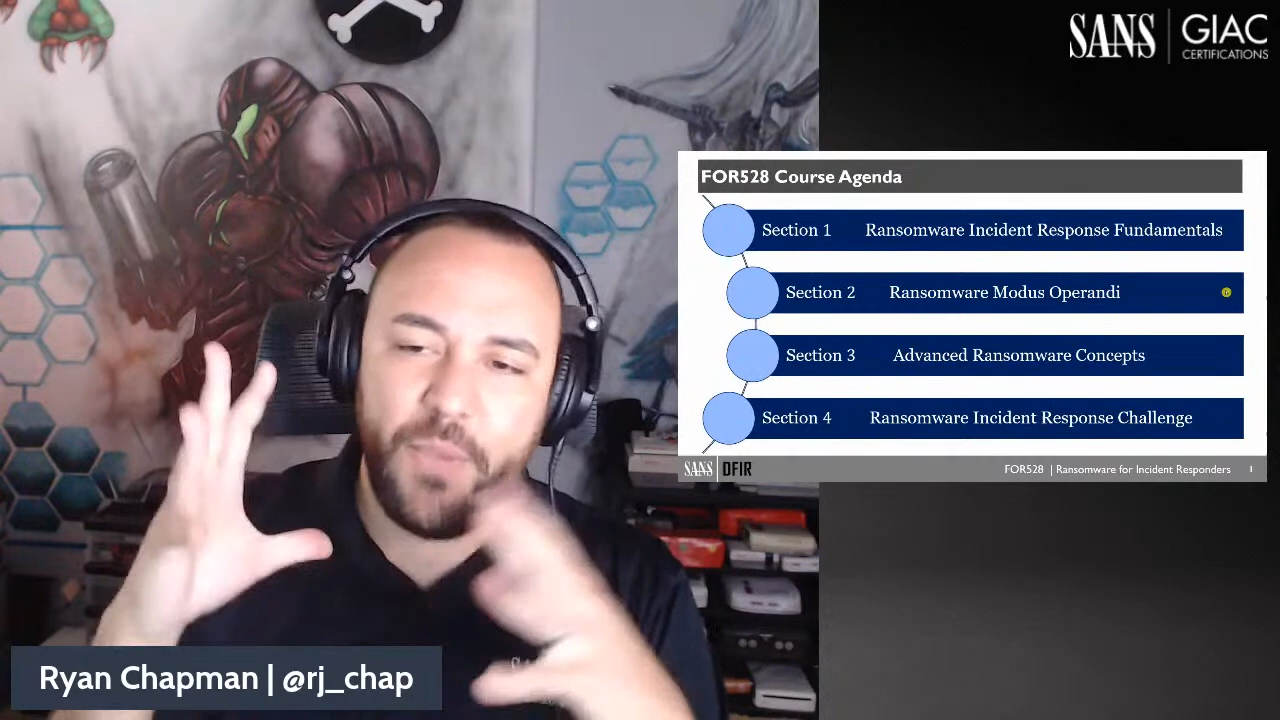 SANS
GIAC
CERTIFICATIONS
FOR528 Course Agenda
Section 1 Ransomware Incident Response Fundamentals
Section 2 Ransomware Modus Operandi
Section 3 Advanced Ransomware Concepts
Section 4 Ransomware Incident Response Challenge
SANS DFIR
FOR528 | Ransomware for Incident Responders 1
Ryan Chapman | @rj_chap